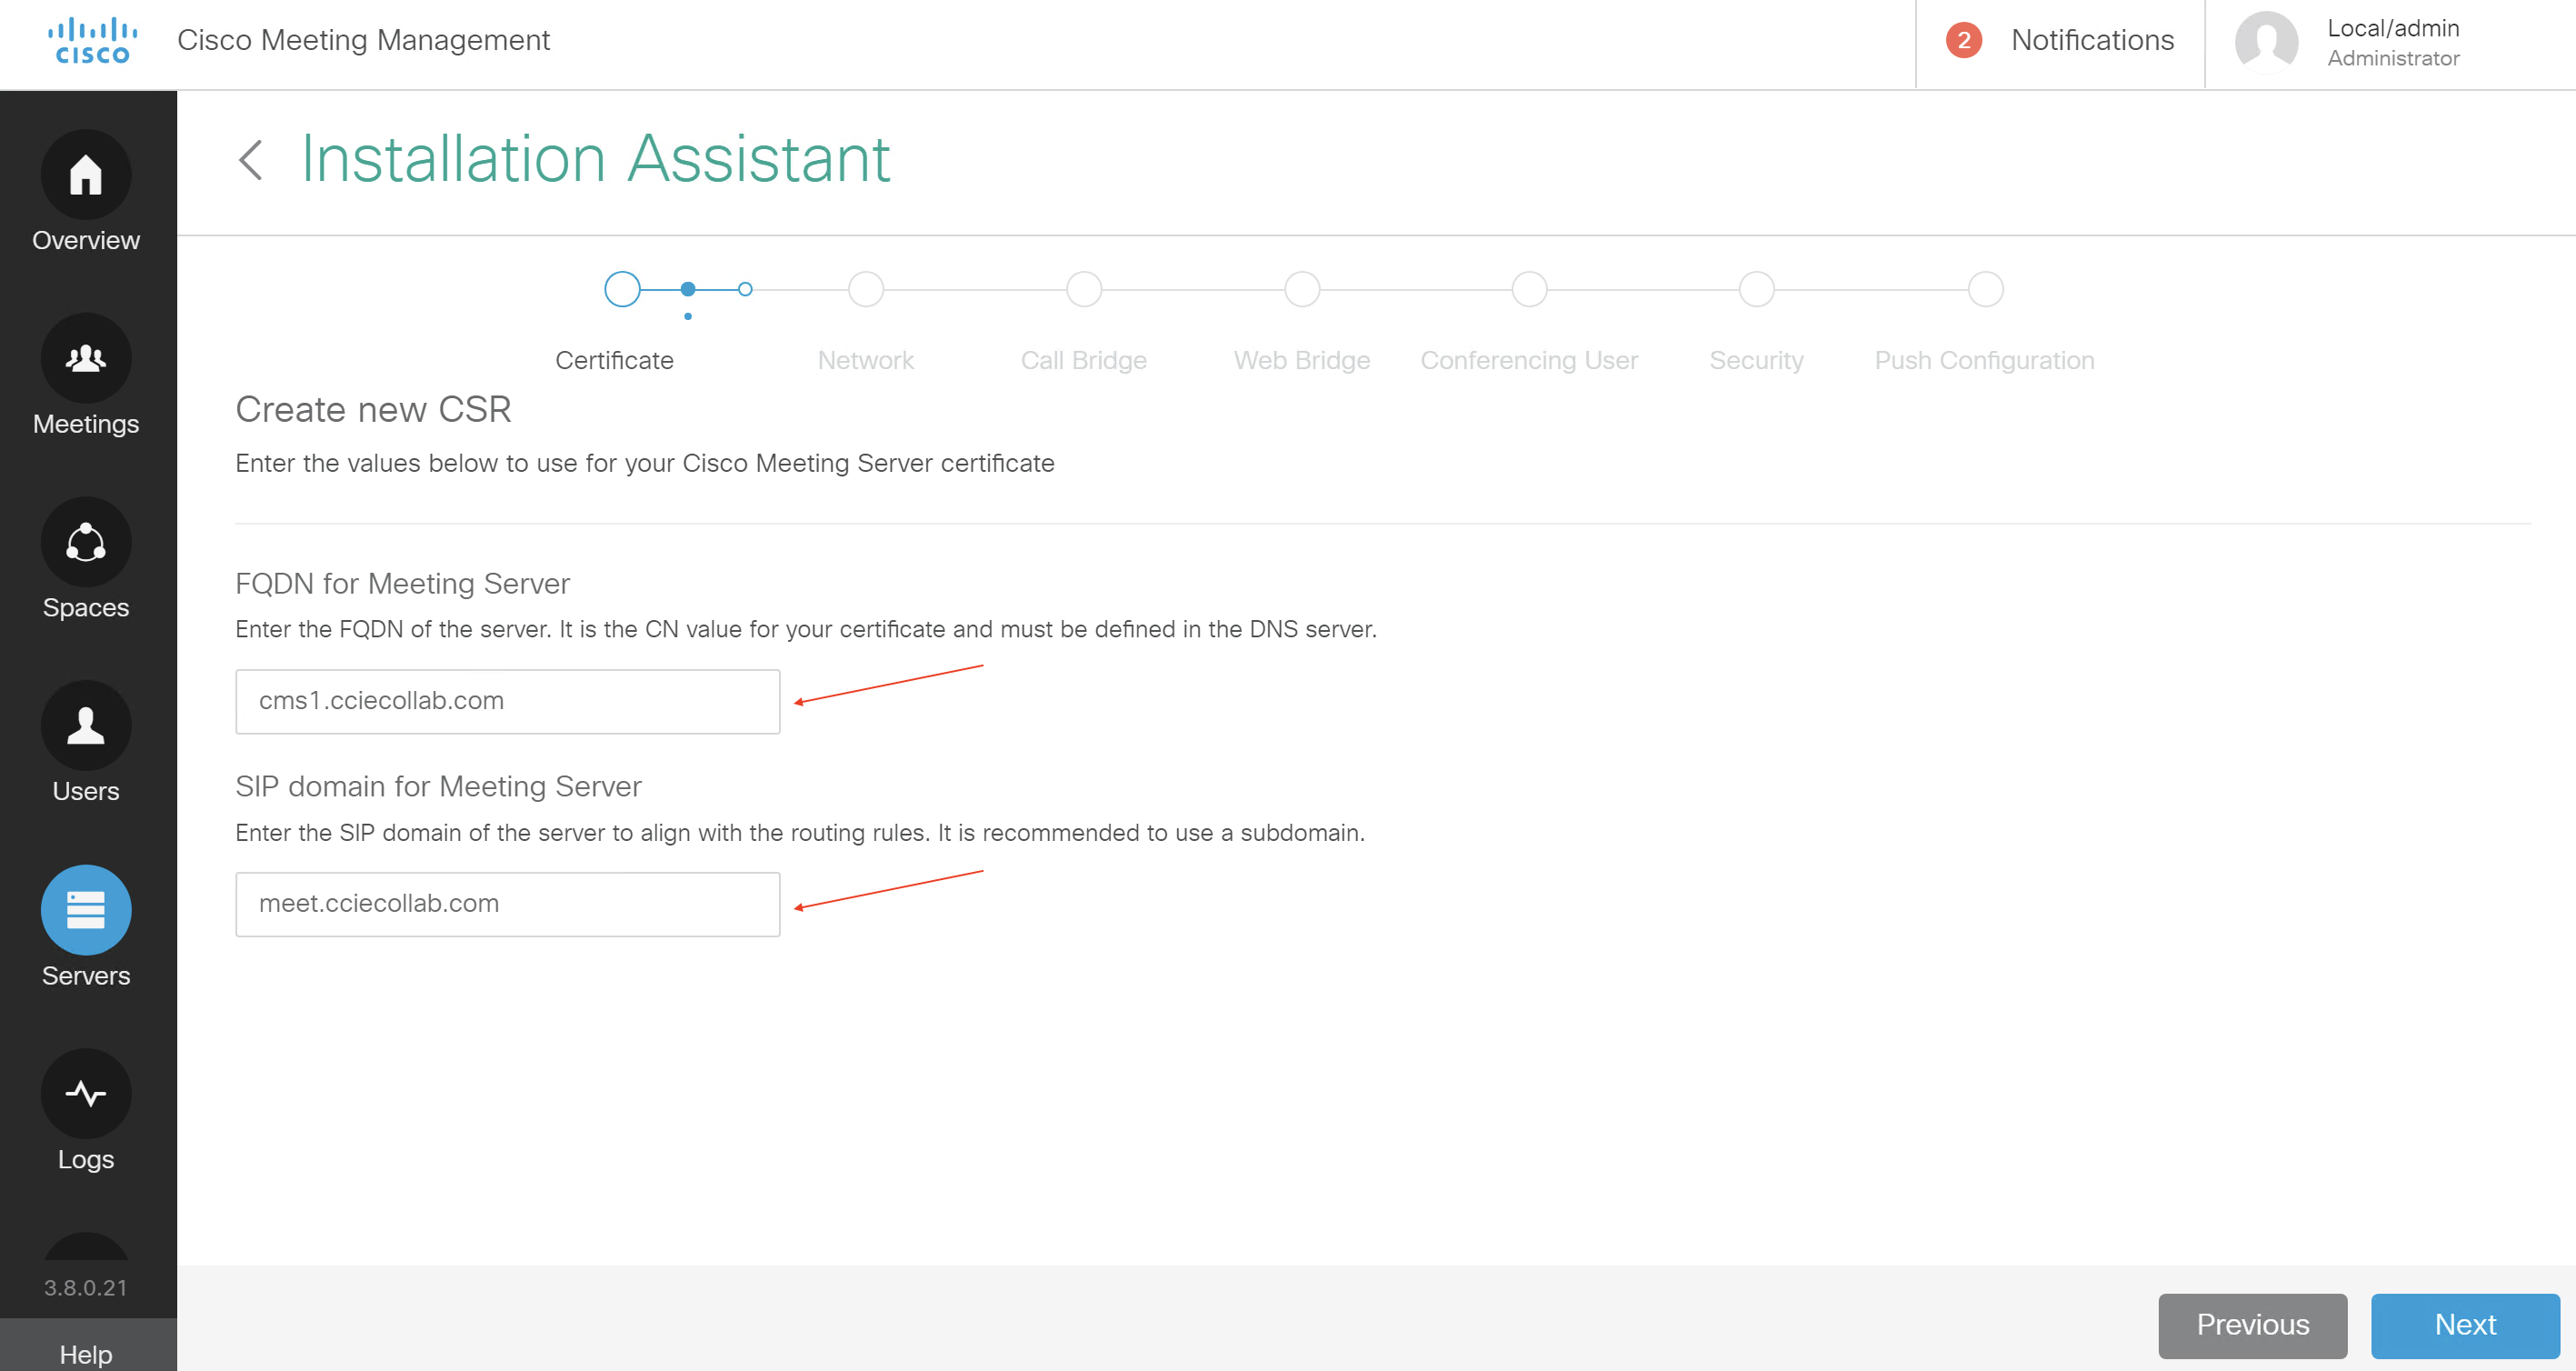 CISCO
Cisco Meeting Management
2
Notifications
Local/admin
Administrator
Overview
Meetings
Spaces
Users
Servers
Logs
3.8.0.21
Help
Installation Assistant
Certificate
Network
Call Bridge
Web Bridge
Conferencing User
Security
Push Configuration
Create new CSR
Enter the values below to use for your Cisco Meeting Server certificate
FQDN for Meeting Server
Enter the FQDN of the server. It is the CN value for your certificate and must be defined in the DNS server.
cms1.cciecollab.com
SIP domain for Meeting Server
Enter the SIP domain of the server to align with the routing rules. It is recommended to use a subdomain.
meet.cciecollab.com
Previous
Next